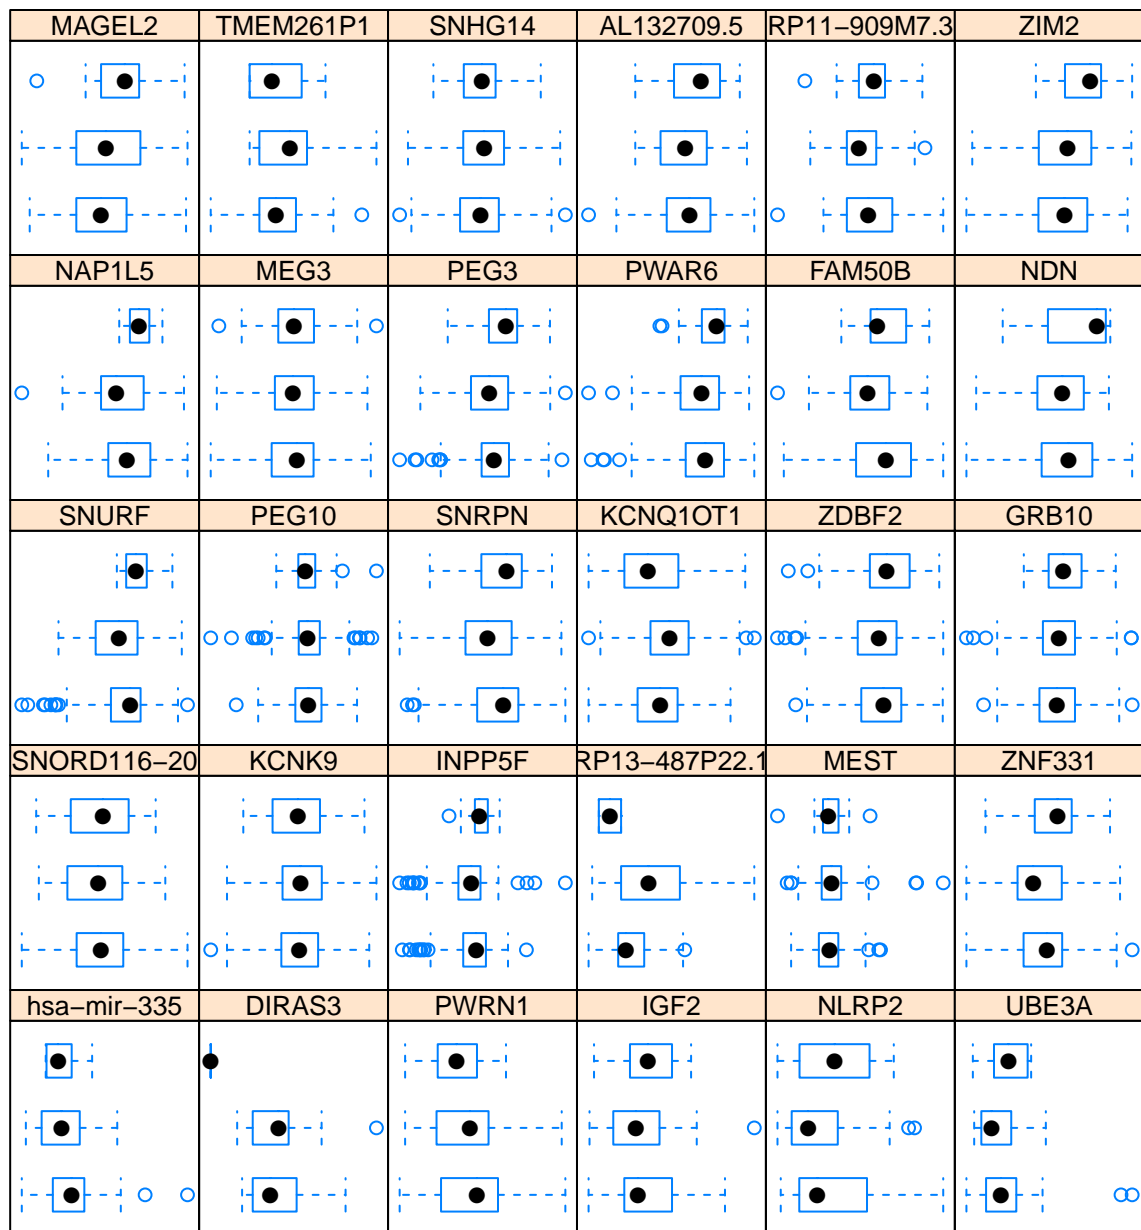 MAGEL2 TMEM261P1 SNHG14 AL132709.5 RP11−909M7.3 ZIM2
NAP1L5 MEG3 PEG3 PWAR6 FAM50B NDN
SNURF PEG10 SNRPN KCNQ1OT1 ZDBF2 GRB10
SNORD116−20 KCNK9 INPP5F RP13−487P22.1 MEST ZNF331
hsa−mir−335 DIRAS3 PWRN1 IGF2 NLRP2 UBE3A